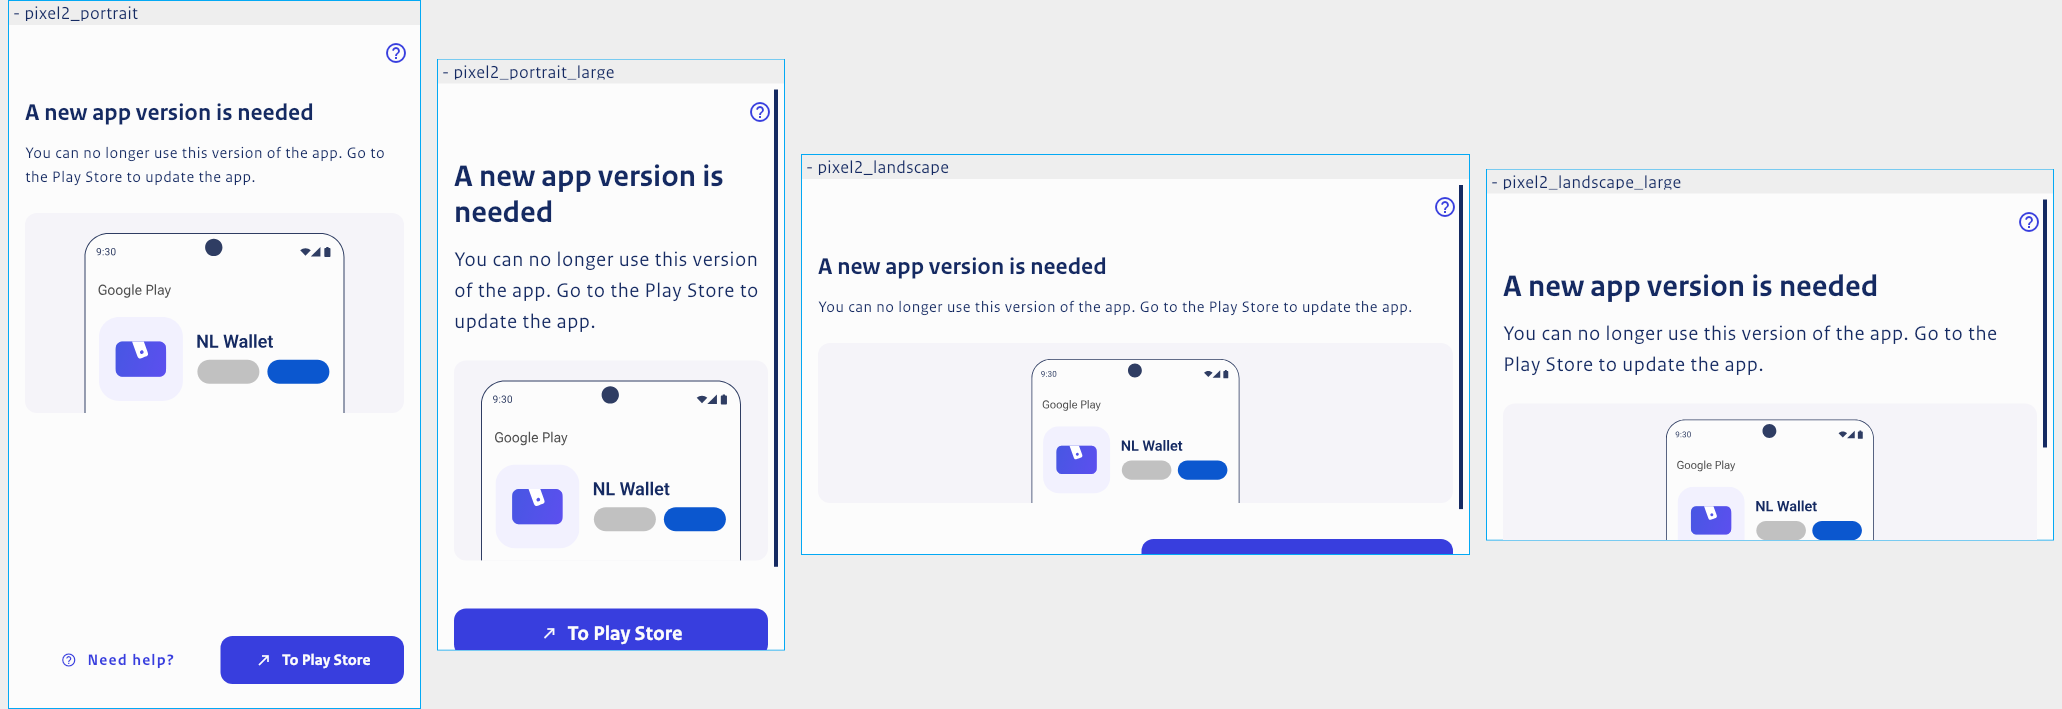 - pixel2_portrait
A new app version is needed
You can no longer use this version of the app. Go to
the Play Store to update the app.
9:30
Google Play
NL Wallet
Need help?
To Play Store
- pixel2_portrait_large
A new app version is
needed
You can no longer use this version
of the app. Go to the Play Store to
update the app.
9:30
Google Play
NL Wallet
To Play Store
- pixel2_landscape
A new app version is needed
You can no longer use this version of the app. Go to the Play Store to update the app.
9:30
Google Play
NL Wallet
- pixel2_landscape_large
A new app version is needed
You can no longer use this version of the app. Go to the
Play Store to update the app.
9:30
Google Play
NL Wallet